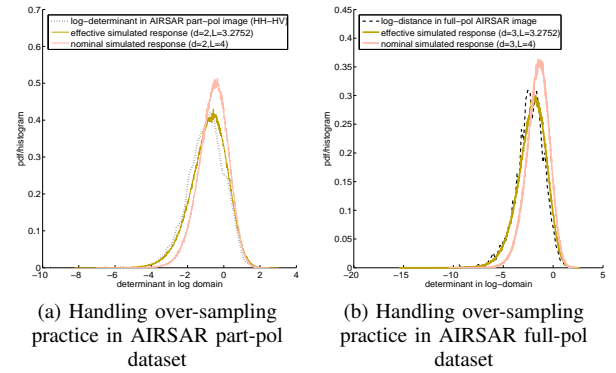 log-determinant in AIRSAR part-pol image (HH-HV)
effective simulated response (d=2,L=3.2752)
nominal simulated response (d=2,L=4)
pdf/histogram
0.7
0.6
0.5
0.4
0.3
0.2
0.1
0
-10
-8
-6
-4
-2
0
2
4
determinant in log domain
(a) Handling over-sampling
practice in AIRSAR part-pol
dataset
log-distance in full-pol AIRSAR image
effective simulated response (d=3,L=3.2752)
nominal simulated response (d=3,L=4)
pdf/histogram
0.45
0.4
0.35
0.3
0.25
0.2
0.15
0.1
0.05
0
-20
-15
-10
-5
0
5
determinant in log-domain
(b) Handling over-sampling
practice in AIRSAR full-pol
dataset